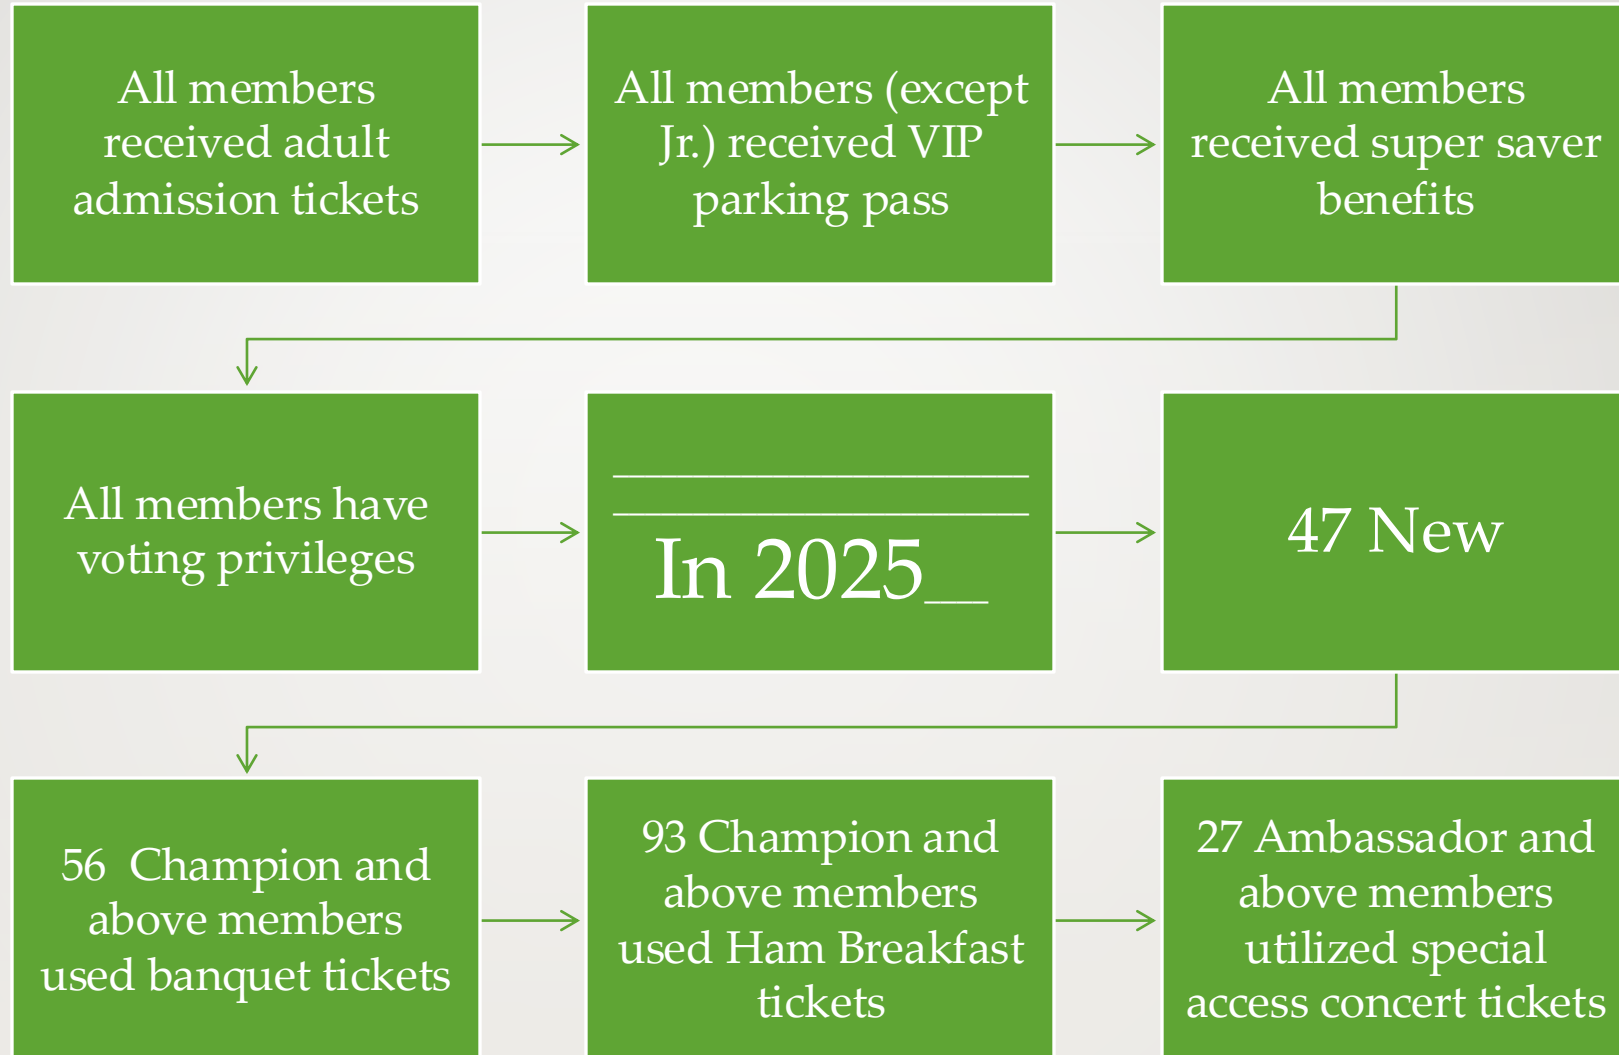 All members
received adult
admission tickets
All members (except
Jr.) received VIP
parking pass
All members
received super saver
benefits
All members have
voting privileges
In 2025__
47 New
56  Champion and
above members
used banquet tickets
93 Champion and
above members
used Ham Breakfast
tickets
27 Ambassador and
above members
utilized special
access concert tickets